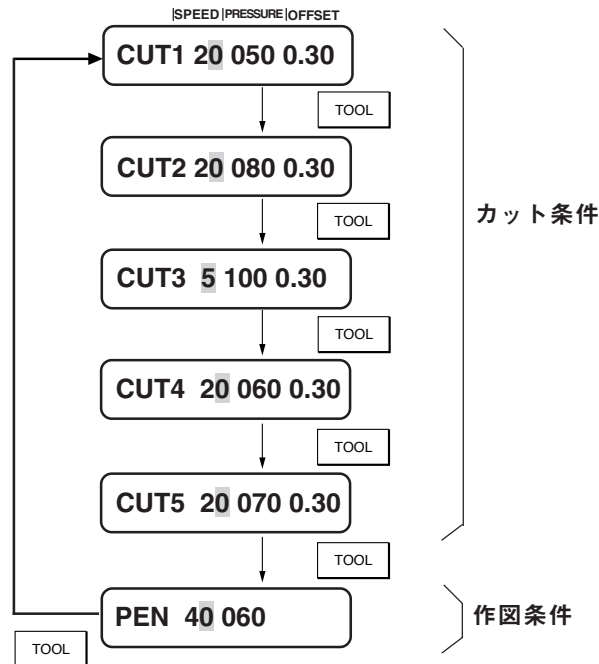 |SPEED|PRESSURE|OFFSET
CUT1 20 050 0.30
TOOL
CUT2 20 080 0.30
TOOL
カット条件
CUT3 5 100 0.30
TOOL
CUT4 20 060 0.30
TOOL
CUT5 20 070 0.30
TOOL
PEN 40 060
作図条件
TOOL